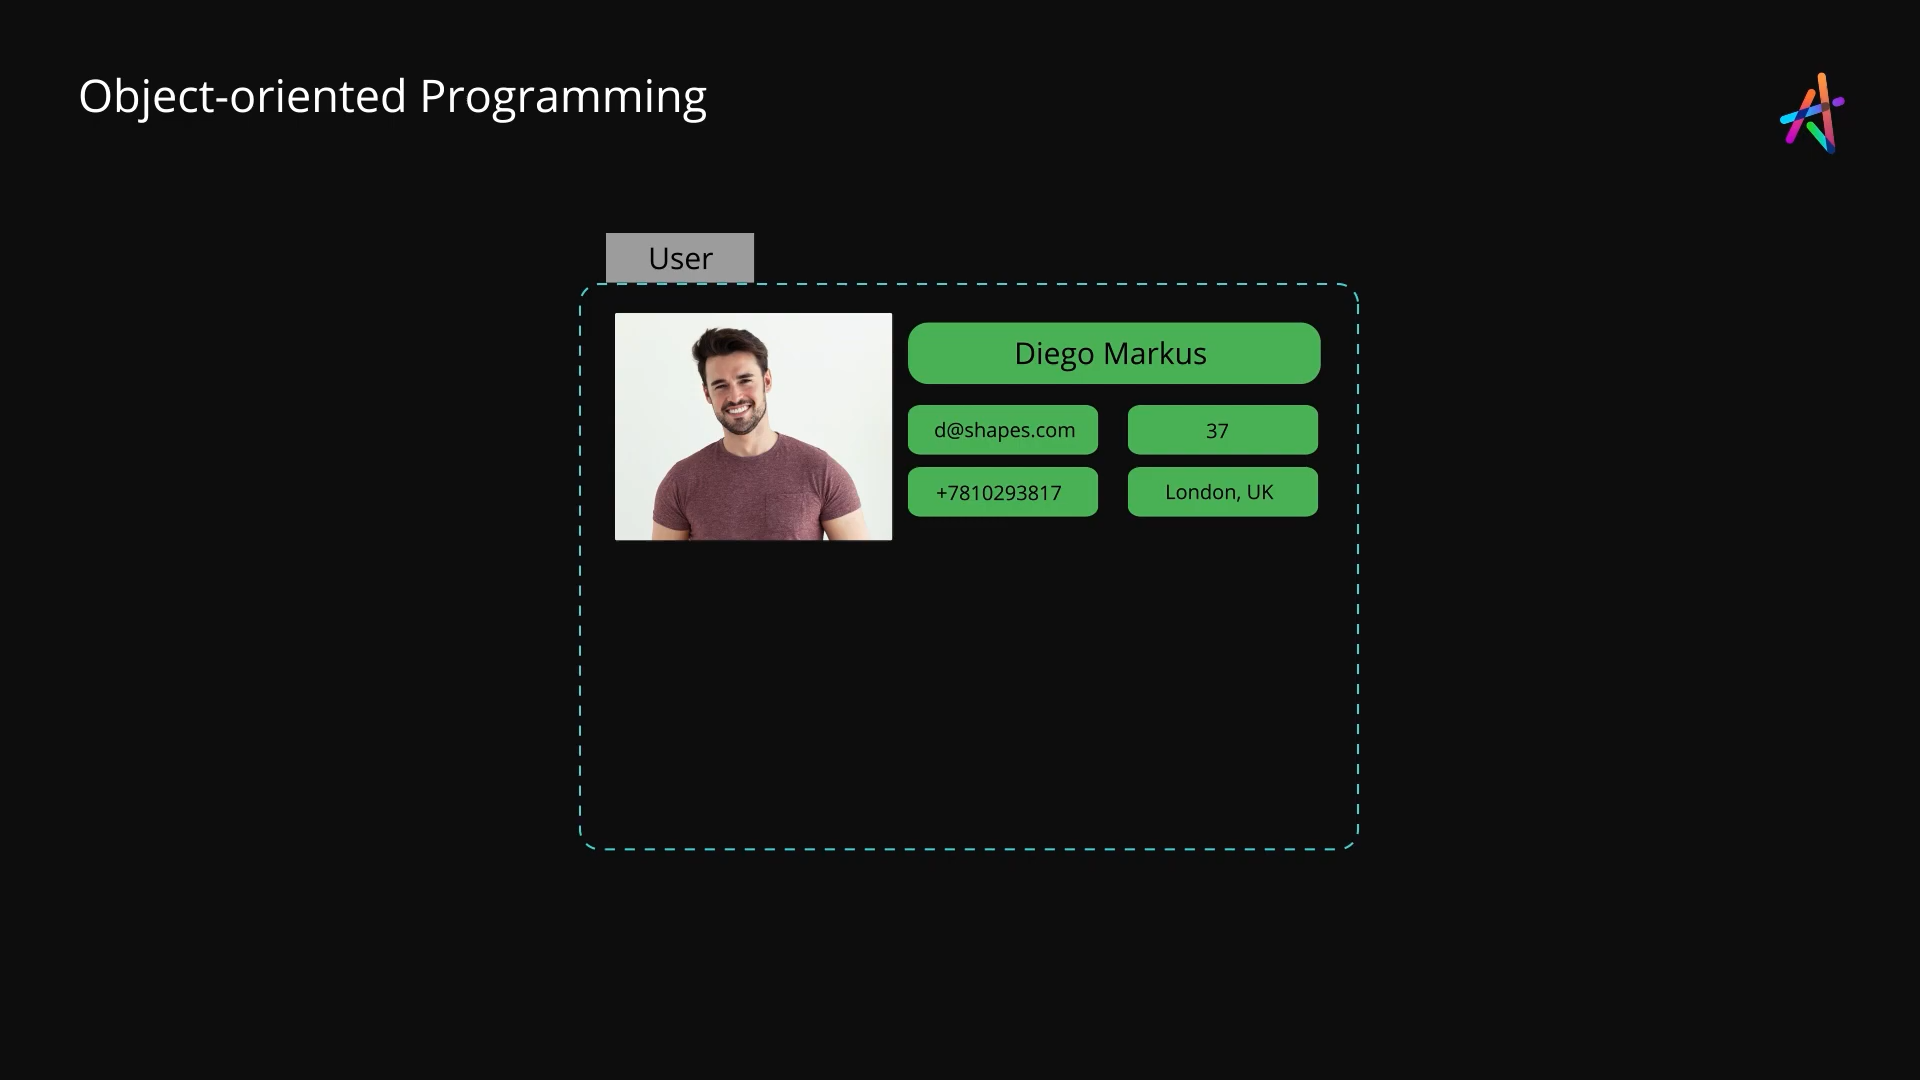 Object-oriented Programming
User
Diego Markus
d@shapes.com
37
+7810293817
London, UK